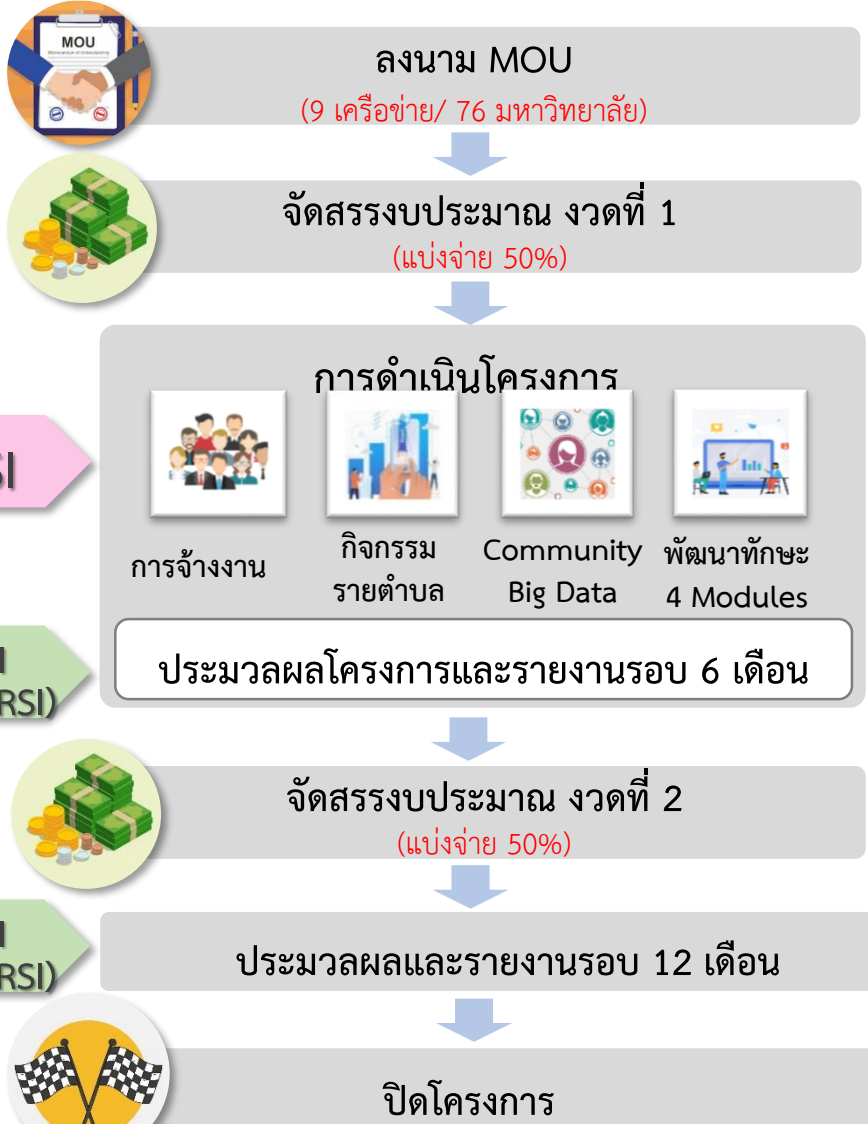 MOU
ลงนาม MOU
(9 เครือข่าย/ 76 มหาวิทยาลัย)
จัดสรรงบประมาณ งวดที่ 1
(แบ่งจ่าย 50%)
การดำเนินโครงการ
SI
การจ้างงาน
กิจกรรม
รายตำบล
Community
Big Data
พัฒนาทักษะ
4 Modules
RSI)
ประมวลผลโครงการและรายงานรอบ 6 เดือน
จัดสรรงบประมาณ งวดที่ 2
(แบ่งจ่าย 50%)
RSI)
ประมวลผลและรายงานรอบ 12 เดือน
ปิดโครงการ